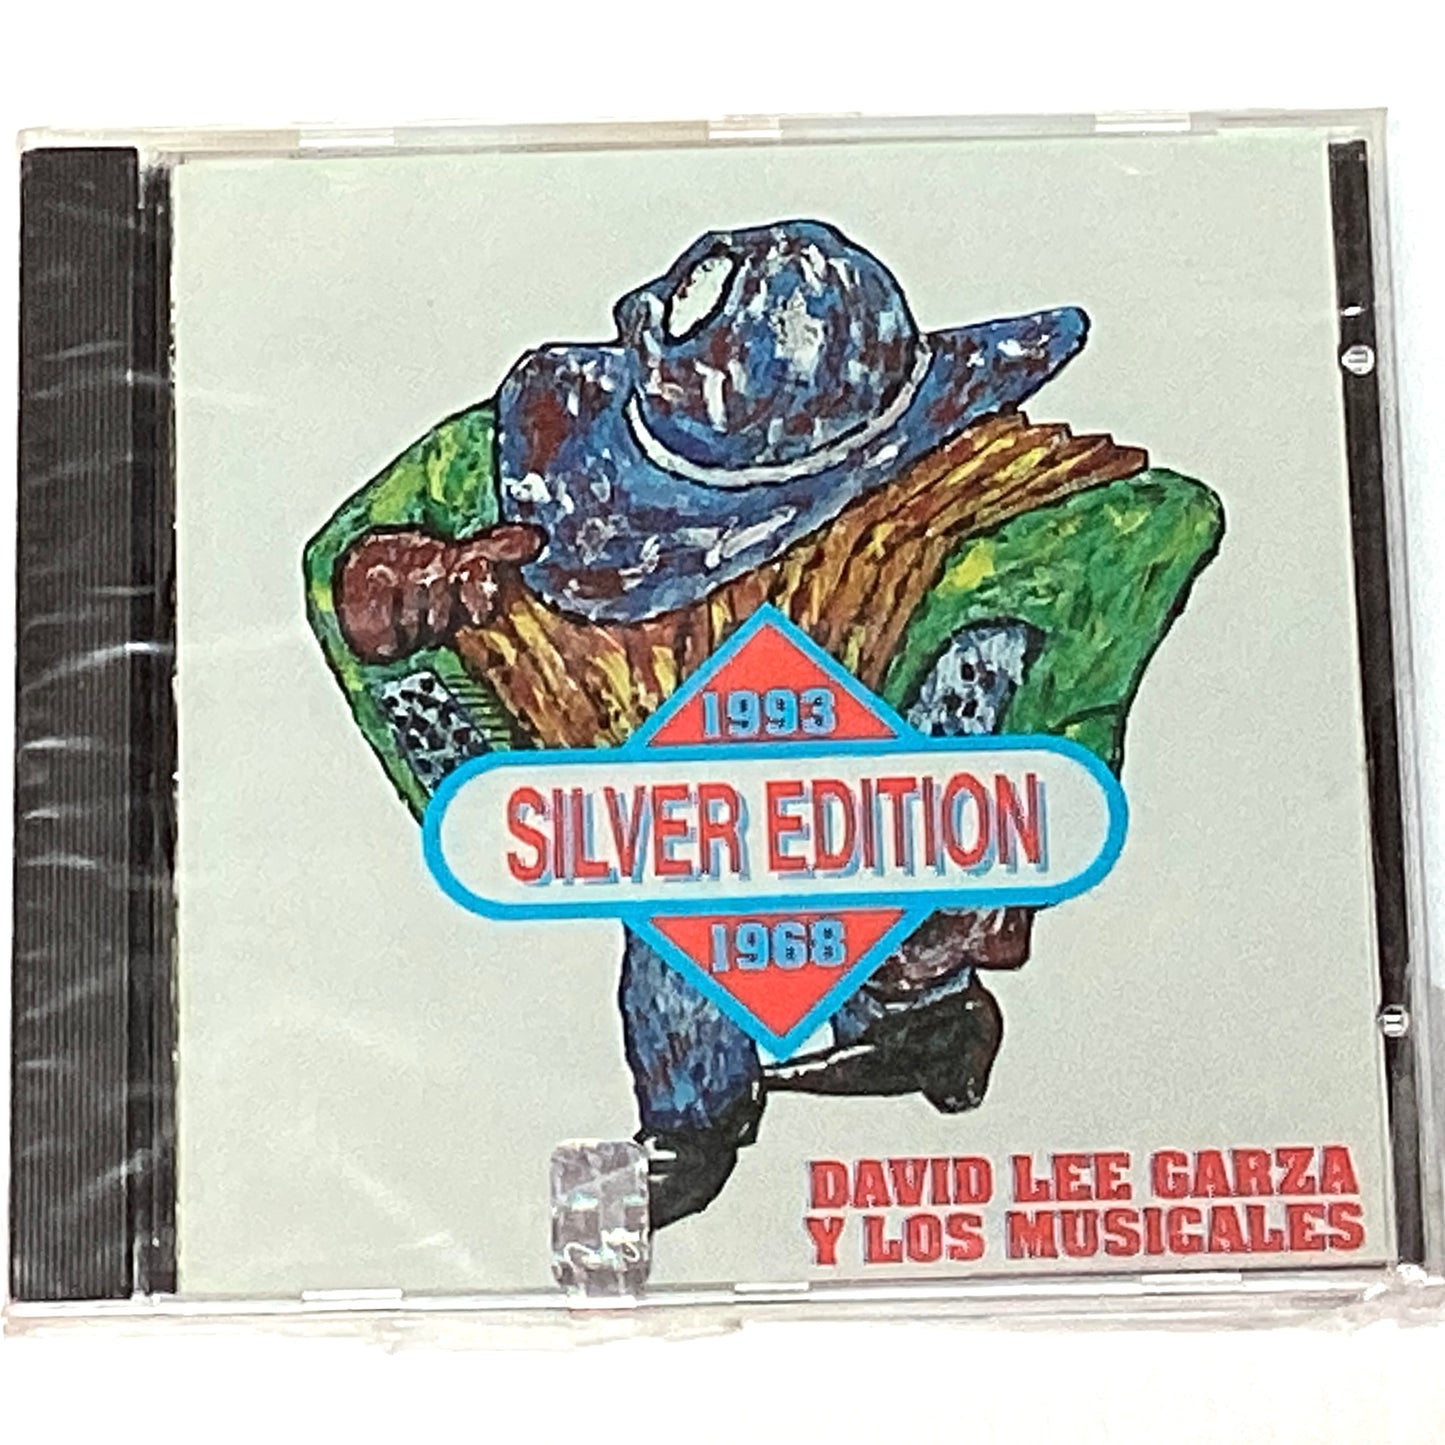 1993
SILVER EDITION
1968
DAVID LEE GARZA
Y LOS MUSICALES